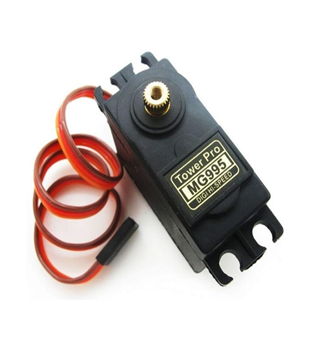 Tower Pro
MG995
DIGI HI-SPEED